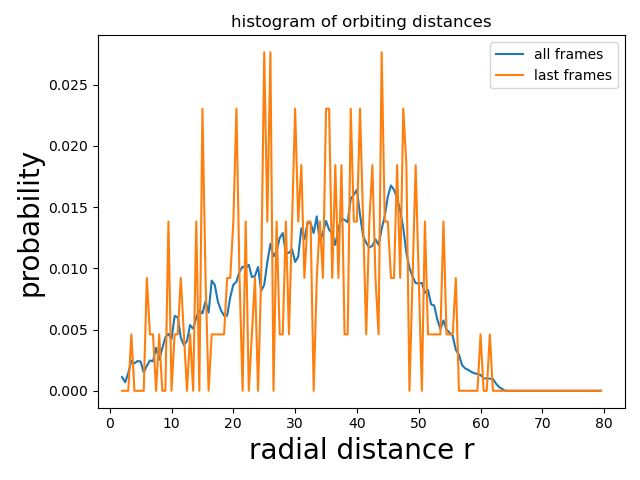 histogram of orbiting distances
all frames
last frames
probability
0.025
0.020
0.015
0.010
0.005
0.000
0 10 20 30 40 50 60 70 80
radial distance r